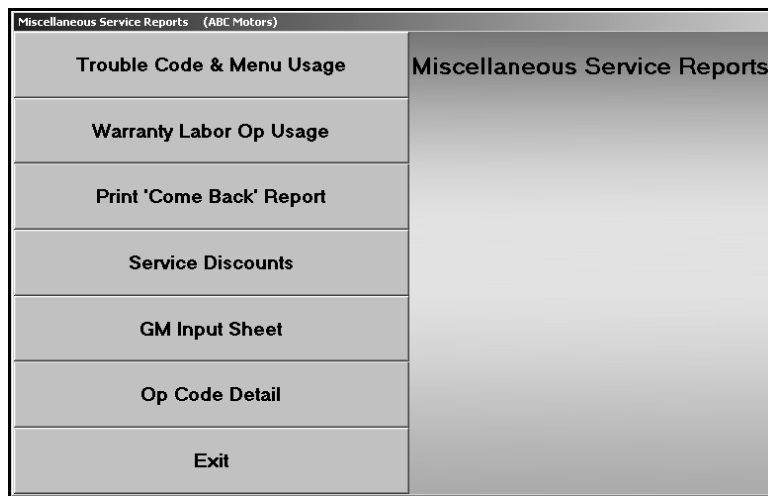 Miscellaneous Service Reports (ABC Motors)
Trouble Code & Menu Usage
Miscellaneous Service Reports
Warranty Labor Op Usage
Print 'Come Back' Report
Service Discounts
GM Input Sheet
Op Code Detail
Exit